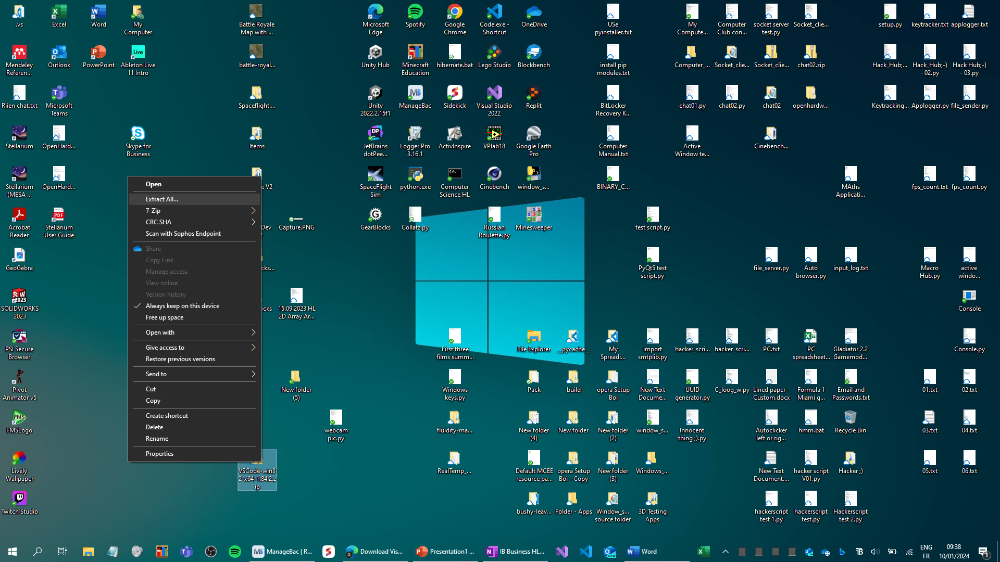 .vs
Excel
Word
My
Computer
Battle Royale
Map with ...
Microsoft
Edge
Spotify
Google
Chrome
Code.exe -
Shortcut
OneDrive
USe
pyinstaller.txt
My
Compute...
Computer
Club con...
socket server
test.py
Socket_clie...
setup.py
keytracker.txt
applogger.txt
Mendeley
Referen...
Outlook
PowerPoint
Ableton Live
11 Intro
battle-royal...
Unity Hub
Minecraft
Education
hibernate.bat
Lego Studio
Blockbench
install pip
modules.txt
Computer_...
Socket_clie...
Socket_clie...
chat02.zip
Hack_Hub;...
Hack_Hub;-)
- 02.py
Hack Hub;-)
- 03.py
Riien chat.txt
Microsoft
Teams
Spaceflight....
Unity
2022.2.15f1
ManageBac
Sidekick
Visual Studio
2022
Replit
BitLocker
Recovery K...
chat01.py
chat02.py
chat02
openhardw...
Keytracking...
Applogger.py
file_sender.py
Stellarium
OpenHard...
Skype for
Business
Items
JetBrains
dotPee...
Logger Pro
3.16.1
ActivInspire
VPlab18
Google Earth
Pro
Computer
Manual.txt
Active
Window te...
Cinebench...
Stellarium
(MESA ...
OpenHard...
e V2
SpaceFlight
Sim
python.exe
Computer
Science HL
Cinebench
window_s...
BINARY_C...
MAths
Applicati...
fps_count.txt
fps_count.py
Acrobat
Reader
Stellarium
User Guide
Dev
Capture.PNG
GearBlocks
Collatz.py
Russian
Roulette.py
Minesweeper
test script.py
GeoGebra
cks...
PyQt5 test
script.py
file_server.py
Auto
browser.py
input_log.txt
Macro
Hub.py
active
windo...
SOLIDWORKS
2023
ocks
15.09.2023 HL
2D Array Ar...
Console
PSI Secure
Browser
First three
films summ...
File Explorer
__pycache__
My
Spreadi...
import
smtplib.py
hacker_scri...
hacker_scri...
PC.txt
PC
spreadsheet...
Gladiator 2.2
Gamemod...
Console.py
Pivot
Animator v5
New folder
(5)
Windows
keys.py
Pack
build
opera Setup
Boi
New Text
Docume...
UUID
generator.py
C_loog_w.py
Lined paper -
Custom.docx
Formula 1
Miami g...
Email and
Passwords.txt
01.txt
02.txt
FMSLogo
webcam
pic.py
fluidity-ma...
New folder
(4)
New folder
New folder
(2)
window_s...
Innocent
thing ;).py
Autoclicker
left or rig...
hmm.bat
Recycle Bin
03.txt
04.txt
Lively
Wallpaper
VSCode-win3
2-x64-1.84.2.z
ip
RealTemp_...
Default MCEE
resource pa...
opera Setup
Boi - Copy
New folder
(3)
Windows_...
New Text
Document....
hacker script
V01.py
Hacker ;)
05.txt
06.txt
Twitch Studio
bushy-leav...
Folder - Apps
Window_s...
source folder
3D Testing
Apps
hackerscript
test 1.py
hackerscript
test.py
Hackerscript
test 2.py
Open
Extract All...
7-Zip
CRC SHA
Scan with Sophos Endpoint
Share
Copy Link
Manage access
View online
Version history
Always keep on this device
Free up space
Open with
Give access to
Restore previous versions
Send to
Cut
Copy
Create shortcut
Delete
Rename
Properties
ManageBac | R...
Download Vis...
Presentation1 ...
IB Business HL...
Word
ENG
FR
09:38
10/01/2024
1